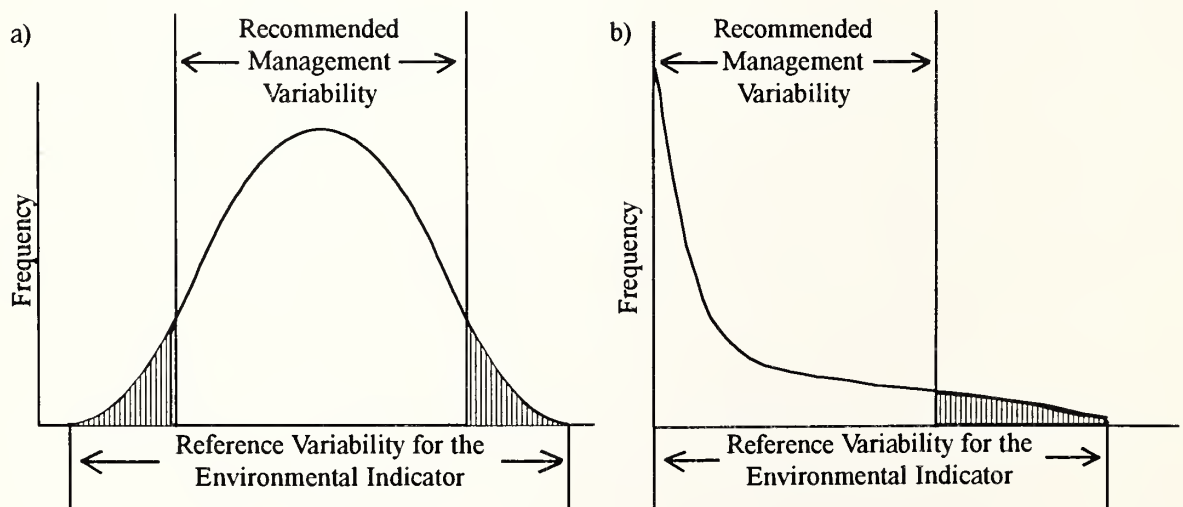 a)
Recommended
Management
Variability
Frequency
Reference Variability for the
Environmental Indicator
b)
Recommended
Management
Variability
Frequency
Reference Variability for the
Environmental Indicator